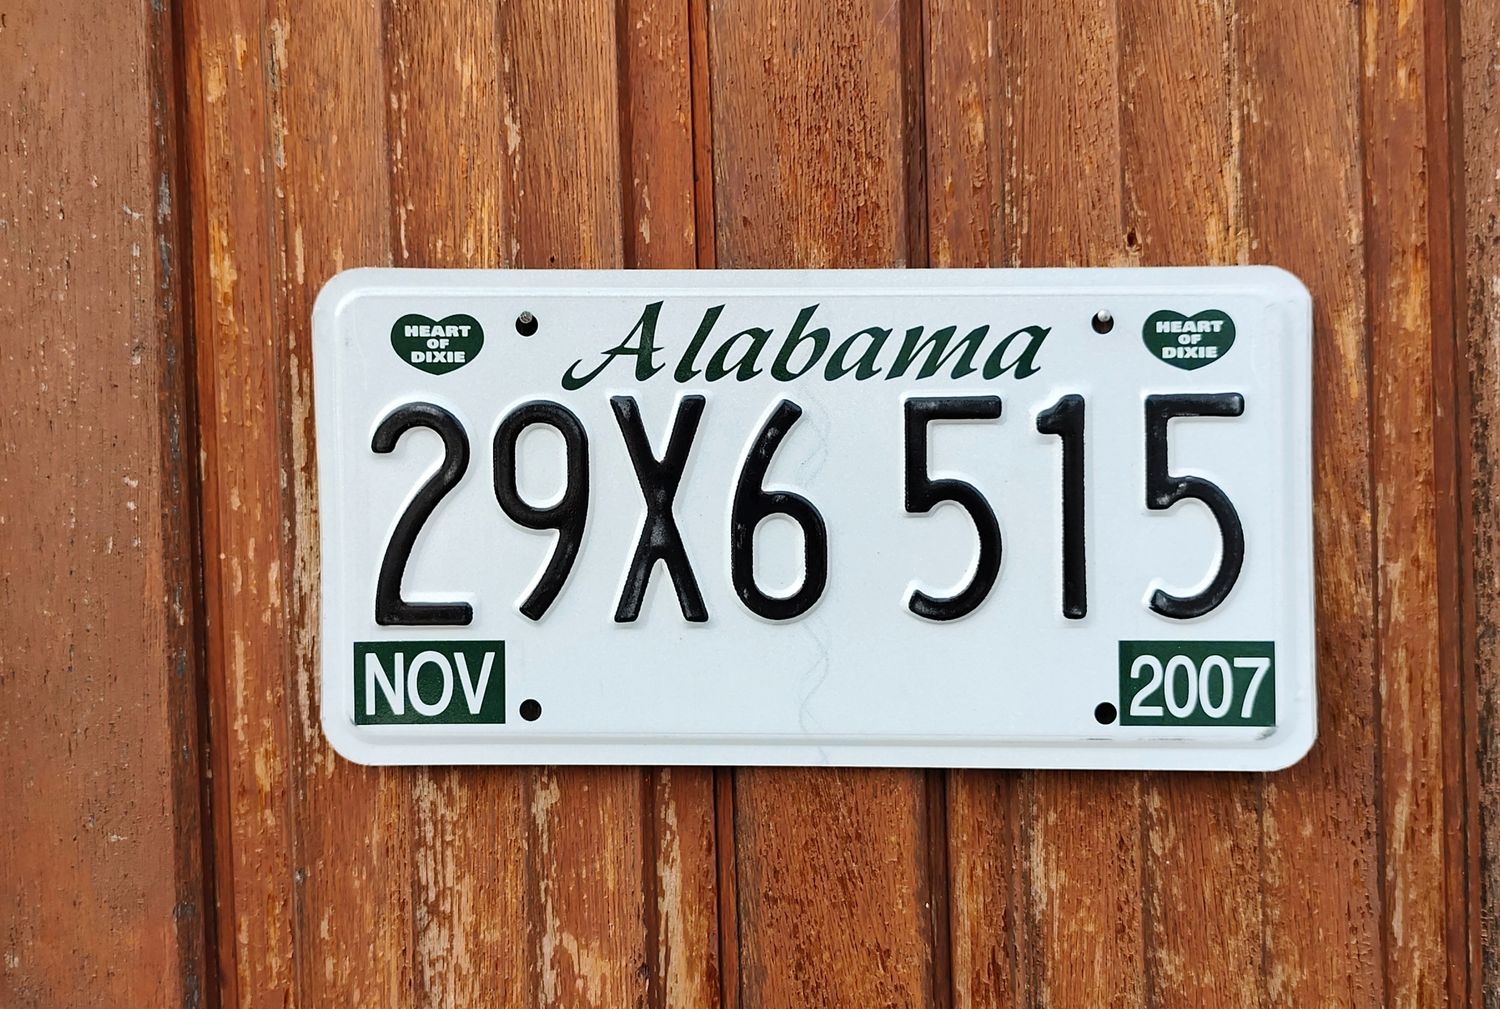 HEART
OF
DIXIE
Alabama
HEART
OF
DIXIE
29X6 515
NOV
2007